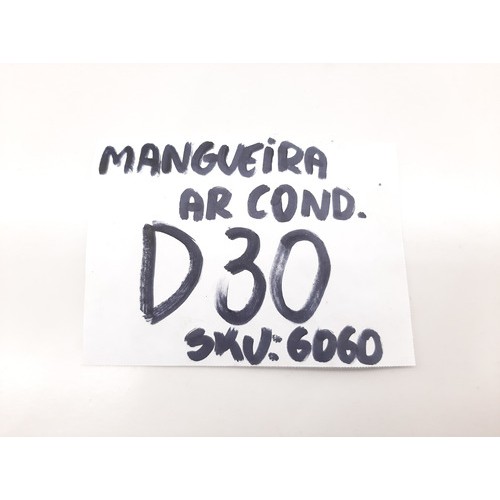 MANGUEiRA
AR COND.
D30
SKU: 6060